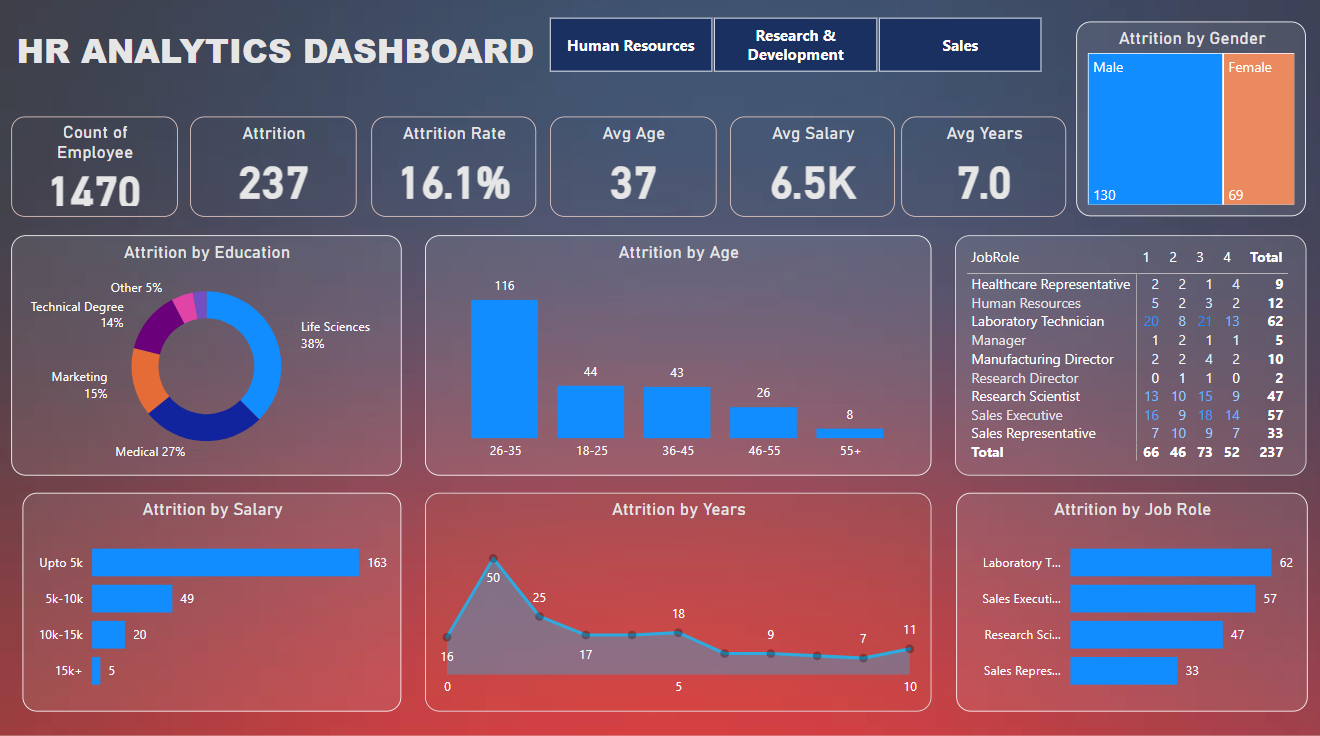 HR ANALYTICS DASHBOARD
Human Resources
Research &
Development
Sales
Attrition by Gender
Male
Female
130
69
Count of
Employee
1470
Attrition
237
Attrition Rate
16.1%
Avg Age
37
Avg Salary
6.5K
Avg Years
7.0
Attrition by Education
Other 5%
Technical Degree
14%
Life Sciences
38%
Marketing
15%
Medical 27%
Attrition by Age
116
44
43
26
8
26-35
18-25
36-45
46-55
55+
JobRole 1 2 3 4 Total
Healthcare Representative 2 2 1 4 9
Human Resources 5 2 3 2 12
Laboratory Technician 20 8 21 13 62
Manager 1 2 1 1 5
Manufacturing Director 2 2 4 2 10
Research Director 0 1 1 0 2
Research Scientist 13 10 15 9 47
Sales Executive 16 9 18 14 57
Sales Representative 7 10 9 7 33
Total 66 46 73 52 237
Attrition by Salary
Upto 5k 163
5k-10k 49
10k-15k 20
15k+ 5
Attrition by Years
16
50
25
17
18
9
7
11
0
5
10
Attrition by Job Role
Laboratory T... 62
Sales Executi... 57
Research Sci... 47
Sales Repres... 33